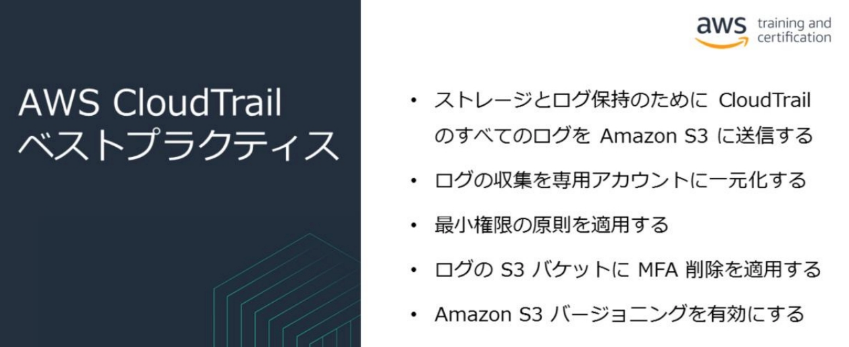 aws training and
certification
AWS CloudTrail
ベストプラクティス
• ストレージとログ保持のために CloudTrail
のすべてのログを Amazon S3 に送信する
• ログの収集を専用アカウントに一元化する
• 最小権限の原則を適用する
• ログの S3 バケットに MFA 削除を適用する
• Amazon S3 バージョニングを有効にする